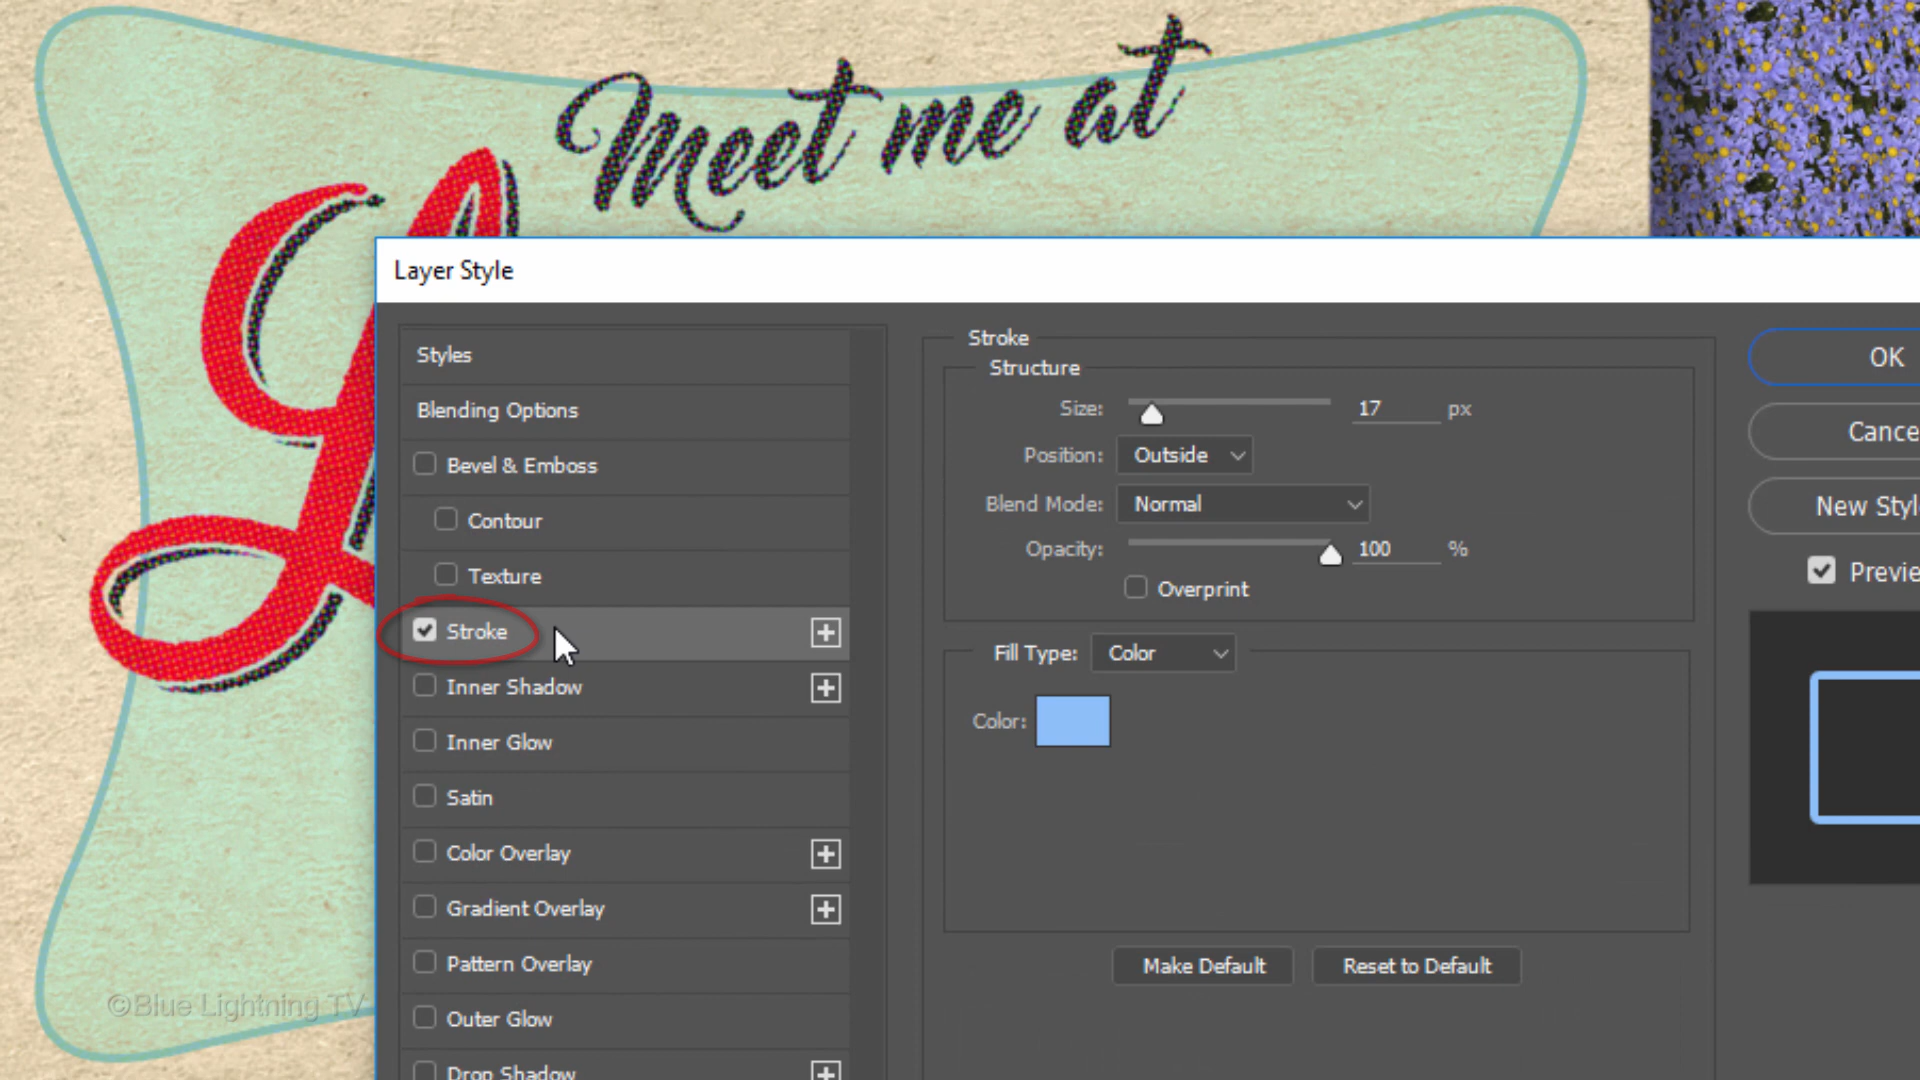 Meet me at
Layer Style
Styles
Blending Options
Bevel & Emboss
Contour
Texture
Stroke
Inner Shadow
Inner Glow
Satin
Color Overlay
Gradient Overlay
Pattern Overlay
Outer Glow
Drop Shadow
Stroke
Structure
Size: 17 px
Position: Outside
Blend Mode: Normal
Opacity: 100 %
Overprint
Fill Type: Color
Color:
Make Default Reset to Default
OK
Cance
New Styl
Previe
©Blue Lightning TV